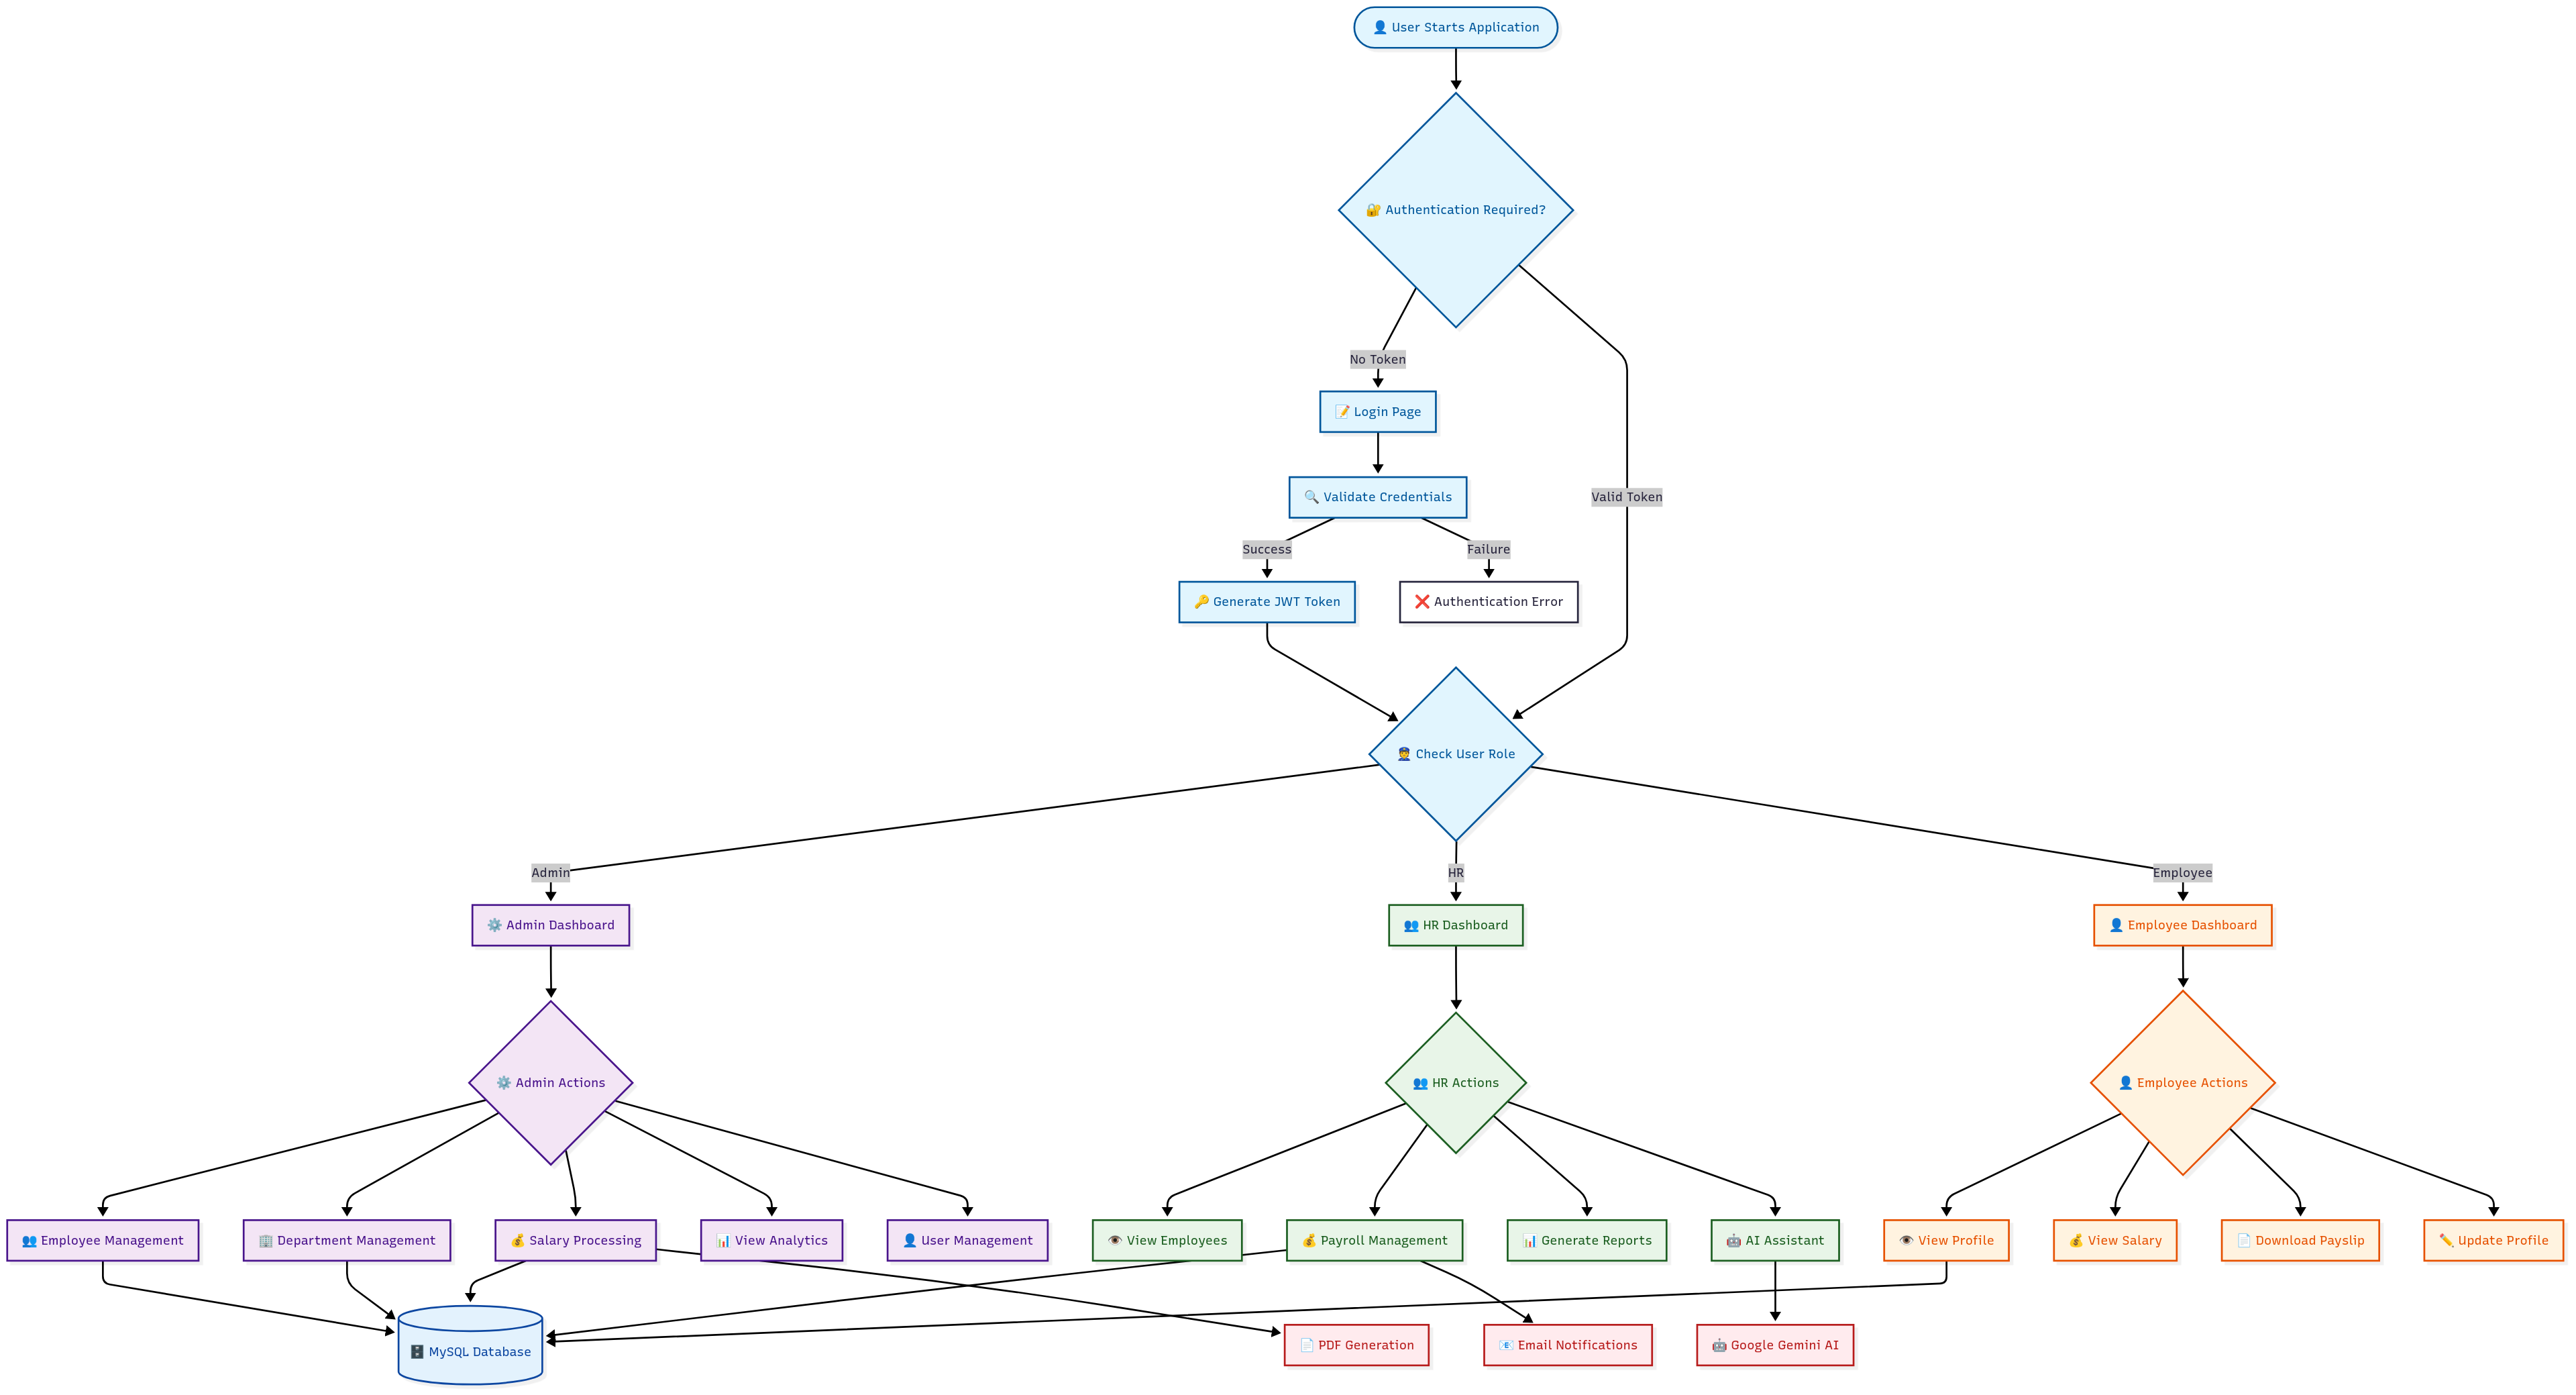 👤 User Starts Application
🔐 Authentication Required?
No Token
📝 Login Page
🔍 Validate Credentials
Valid Token
Success
Failure
🔑 Generate JWT Token
❌ Authentication Error
👮 Check User Role
Admin
HR
Employee
⚙️ Admin Dashboard
👥 HR Dashboard
👤 Employee Dashboard
⚙️ Admin Actions
👥 HR Actions
👤 Employee Actions
👥 Employee Management
🏢 Department Management
💰 Salary Processing
📊 View Analytics
👤 User Management
👁️ View Employees
💰 Payroll Management
📊 Generate Reports
🤖 AI Assistant
👁️ View Profile
💰 View Salary
📄 Download Payslip
✏️ Update Profile
🗄️ MySQL Database
📄 PDF Generation
📧 Email Notifications
🤖 Google Gemini AI